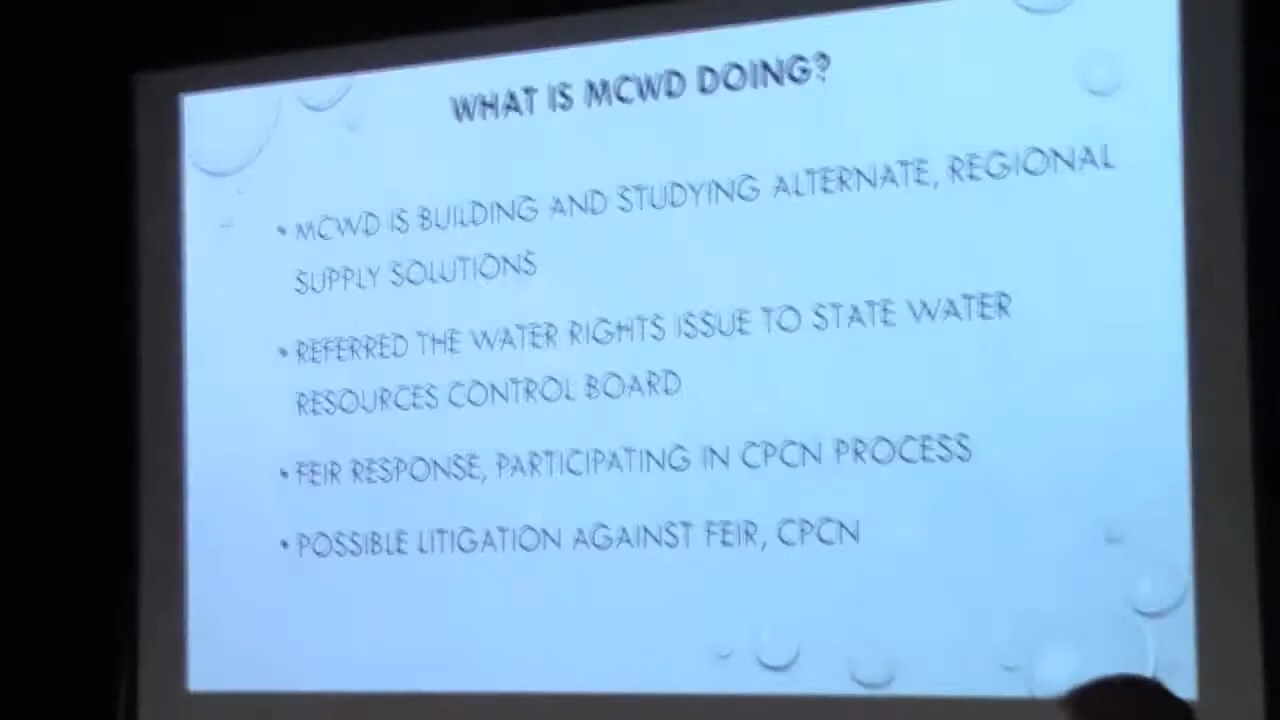 WHAT IS MCWD DOING?
• MCWD IS BUILDING AND STUDYING ALTERNATE, REGIONAL
SUPPLY SOLUTIONS
• REFERRED THE WATER RIGHTS ISSUE TO STATE WATER
RESOURCES CONTROL BOARD
• FEIR RESPONSE, PARTICIPATING IN CPCN PROCESS
• POSSIBLE LITIGATION AGAINST FEIR, CPCN